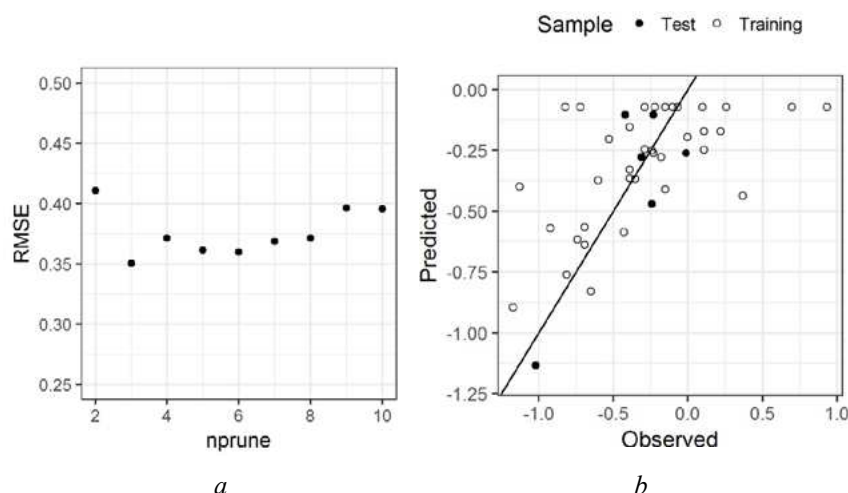 Sample ● Test ○ Training
0.50
0.45
0.40
0.35
0.30
0.25
RMSE
2 4 6 8 10
nprune
a
0.00
-0.25
-0.50
-0.75
-1.00
-1.25
Predicted
-1.0 -0.5 0.0 0.5 1.0
Observed
b